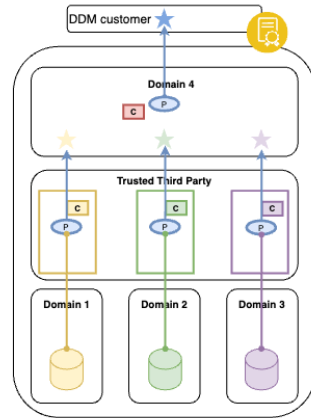 DDM customer
Domain 4
P
C
Trusted Third Party
C
C
C
P
P
P
Domain 1
Domain 2
Domain 3